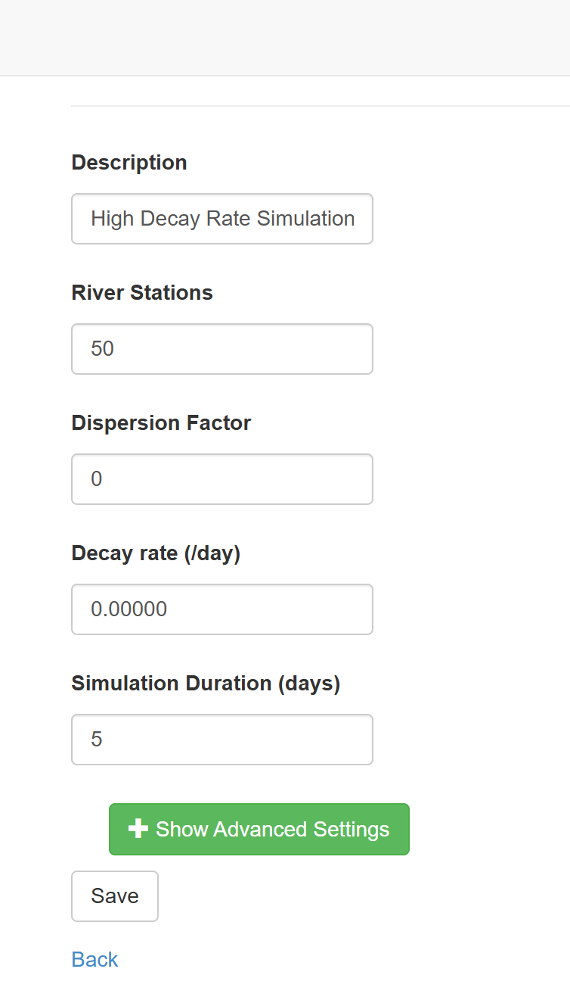 Description
High Decay Rate Simulation
River Stations
50
Dispersion Factor
0
Decay rate (/day)
0.00000
Simulation Duration (days)
5
Show Advanced Settings
Save
Back